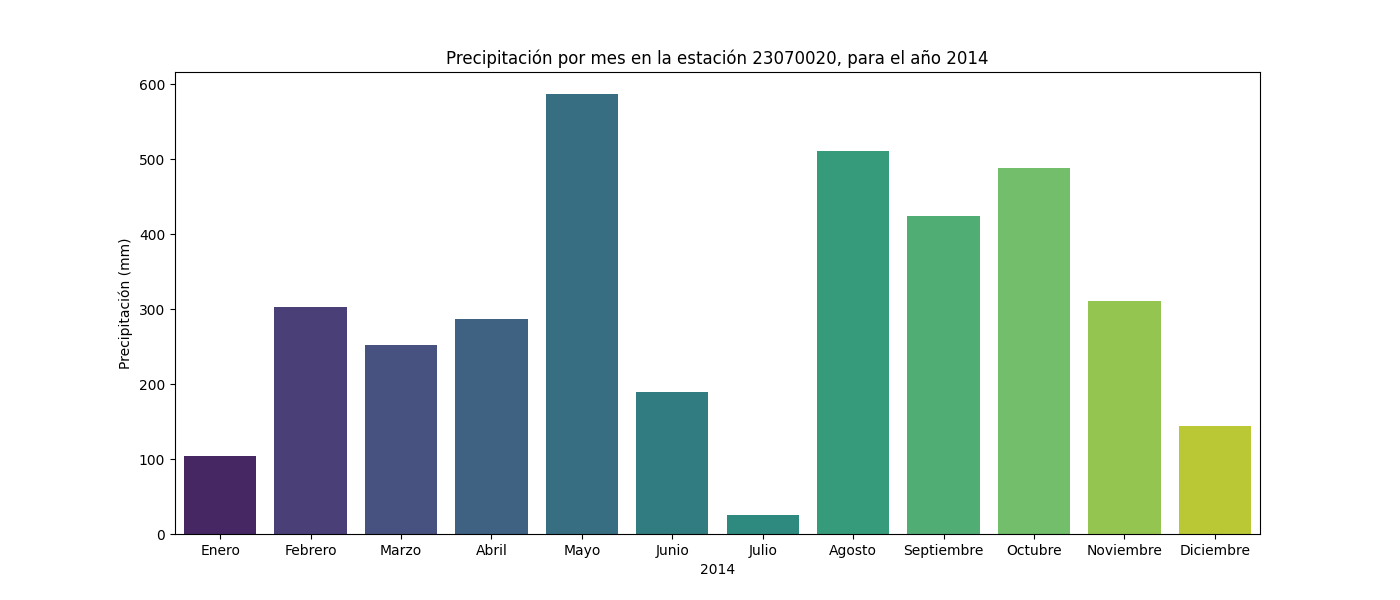 Precipitación por mes en la estación 23070020, para el año 2014
Precipitación (mm)
600
500
400
300
200
100
0
Enero Febrero Marzo Abril Mayo Junio Julio Agosto Septiembre Octubre Noviembre Diciembre
2014